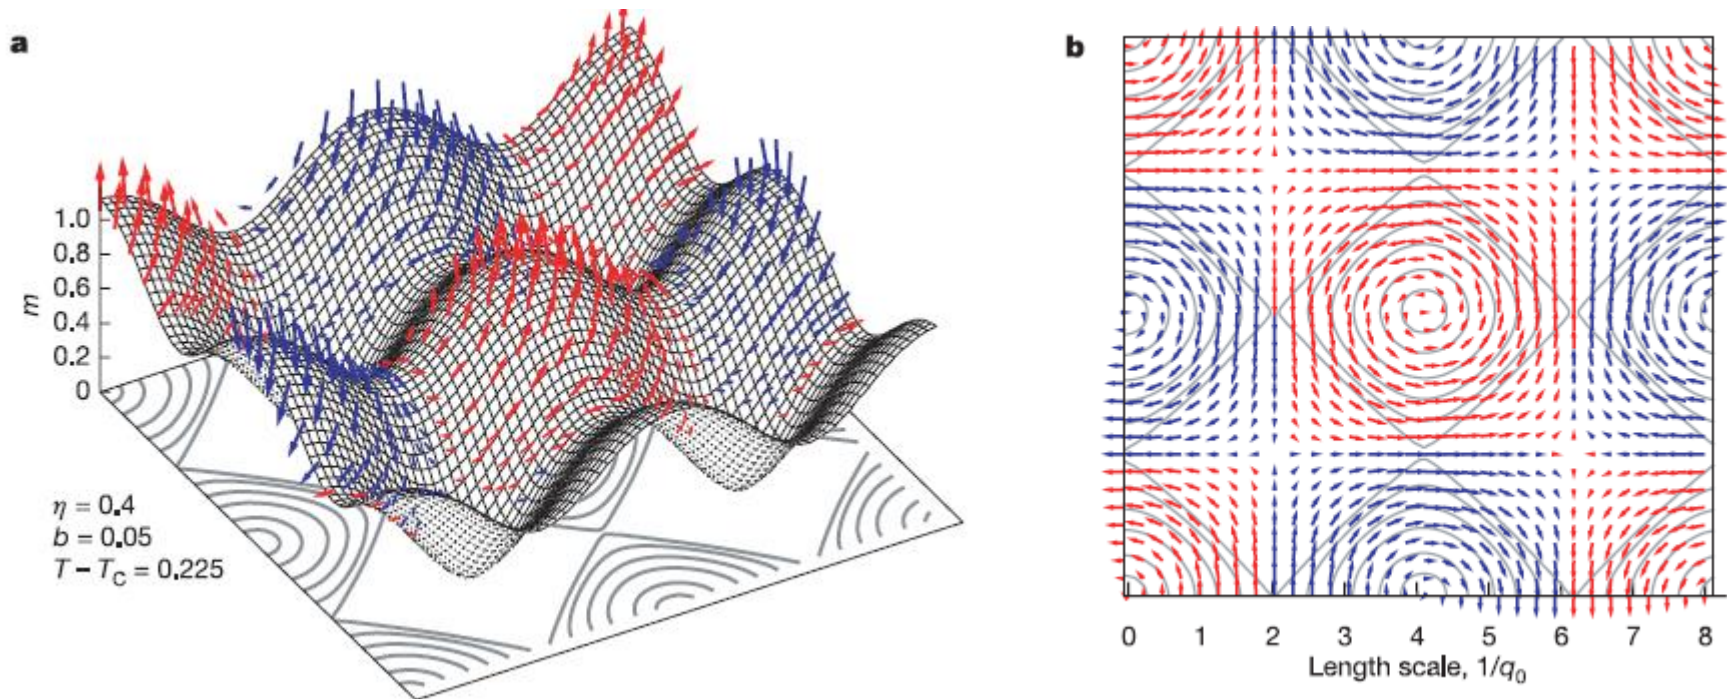 a
1.0
0.8
0.6
0.4
0.2
0
m
η = 0.4
b = 0.05
T – T_C = 0.225
b
0 1 2 3 4 5 6 7 8
Length scale, 1/q_0